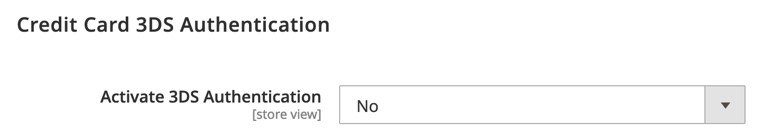 Credit Card 3DS Authentication
Activate 3DS Authentication
No
[store view]